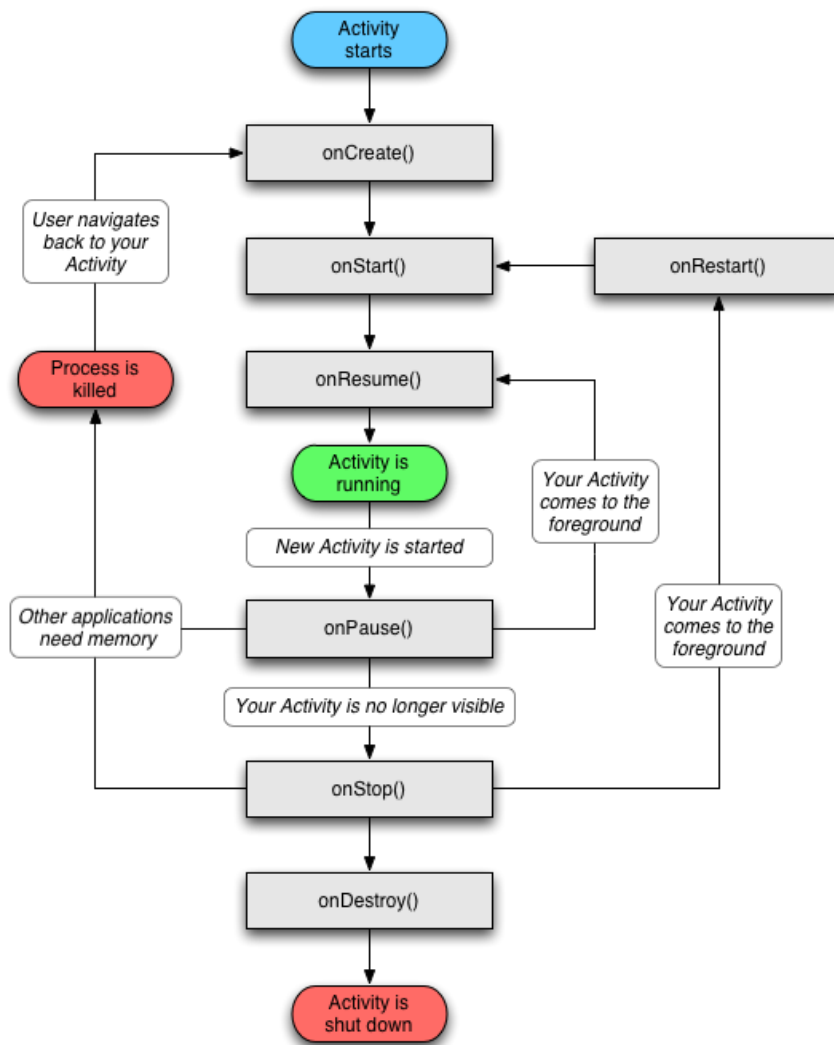 Activity
starts
onCreate()
User navigates
back to your
Activity
onStart()
onRestart()
Process is
killed
onResume()
Activity is
running
Your Activity
comes to the
foreground
New Activity is started
Other applications
need memory
onPause()
Your Activity
comes to the
foreground
Your Activity is no longer visible
onStop()
onDestroy()
Activity is
shut down